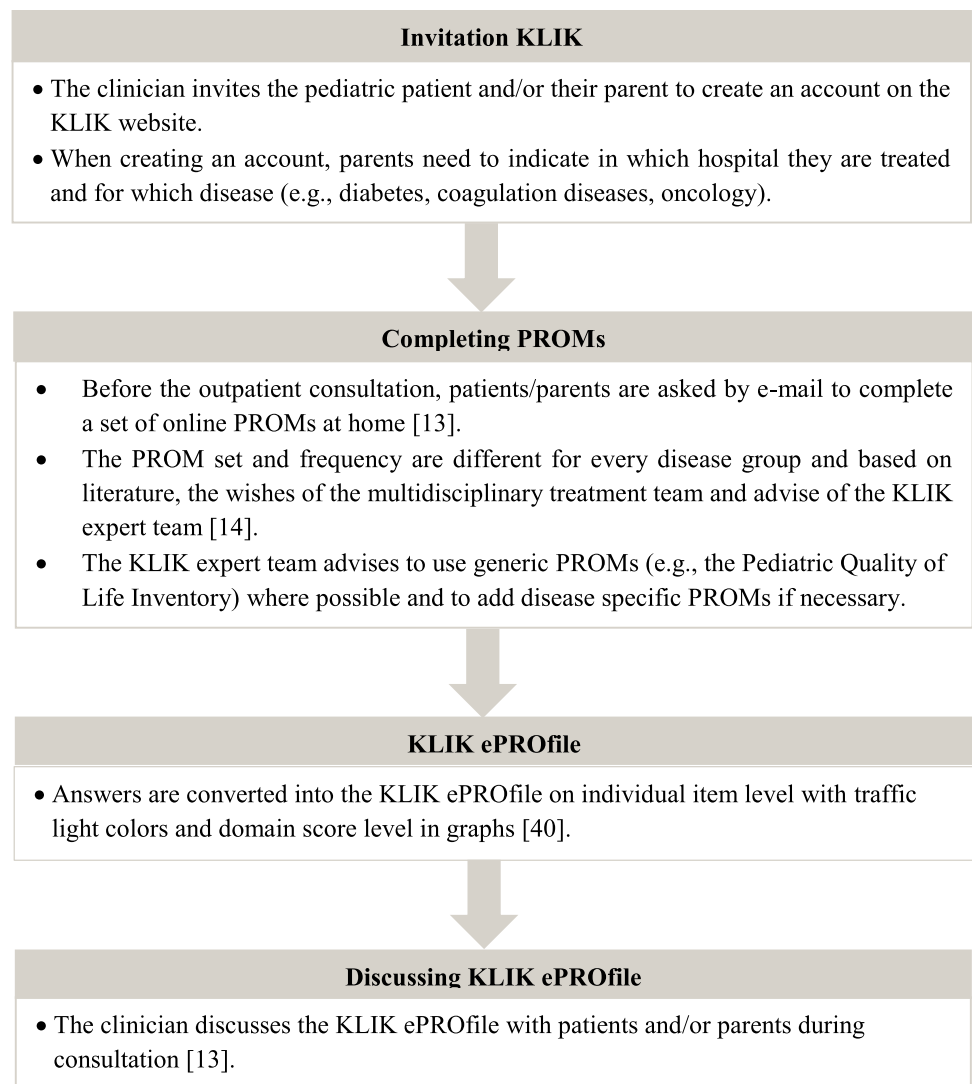 Invitation KLIK
• The clinician invites the pediatric patient and/or their parent to create an account on the
KLIK website.
• When creating an account, parents need to indicate in which hospital they are treated
and for which disease (e.g., diabetes, coagulation diseases, oncology).
Completing PROMs
• Before the outpatient consultation, patients/parents are asked by e-mail to complete
a set of online PROMs at home [13].
• The PROM set and frequency are different for every disease group and based on
literature, the wishes of the multidisciplinary treatment team and advise of the KLIK
expert team [14].
• The KLIK expert team advises to use generic PROMs (e.g., the Pediatric Quality of
Life Inventory) where possible and to add disease specific PROMs if necessary.
KLIK ePROfile
• Answers are converted into the KLIK ePROfile on individual item level with traffic
light colors and domain score level in graphs [40].
Discussing KLIK ePROfile
• The clinician discusses the KLIK ePROfile with patients and/or parents during
consultation [13].